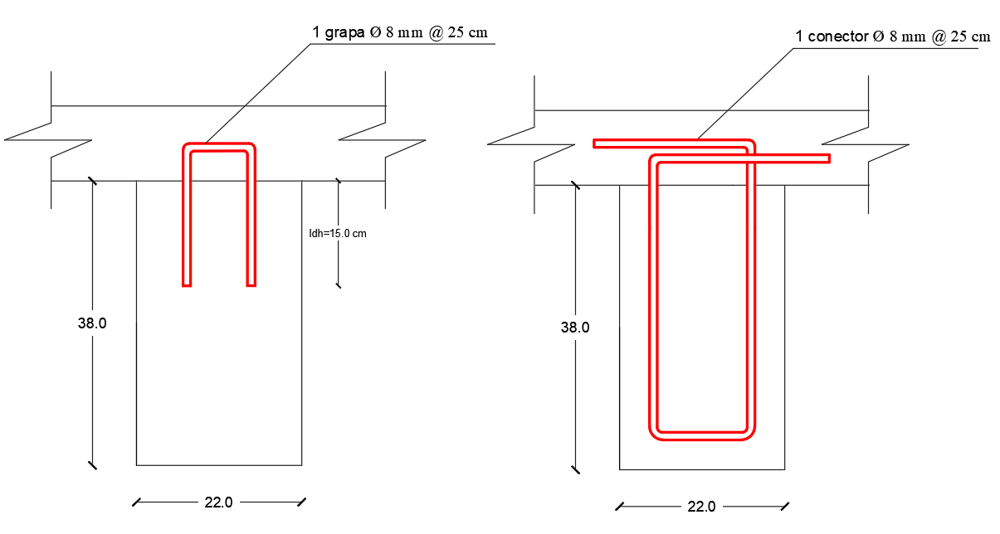 1 grapa Ø 8 mm @ 25 cm
1 conector Ø 8 mm @ 25 cm
ldh=15.0 cm
38.0
38.0
22.0
22.0